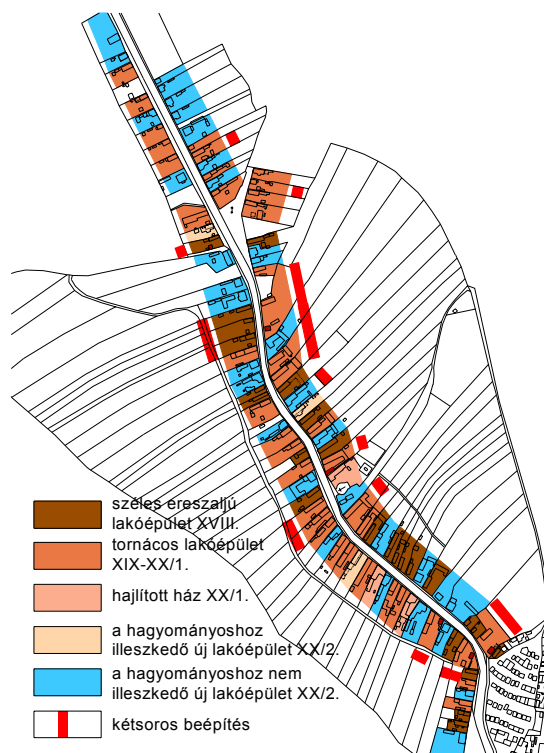 széles ereszaljú
lakóépület XVIII.
tornácos lakóépület
XIX-XX/1.
hajlított ház XX/1.
a hagyományoshoz
illeszkedő új lakóépület XX/2.
a hagyományoshoz nem
illeszkedő új lakóépület XX/2.
kétsoros beépítés